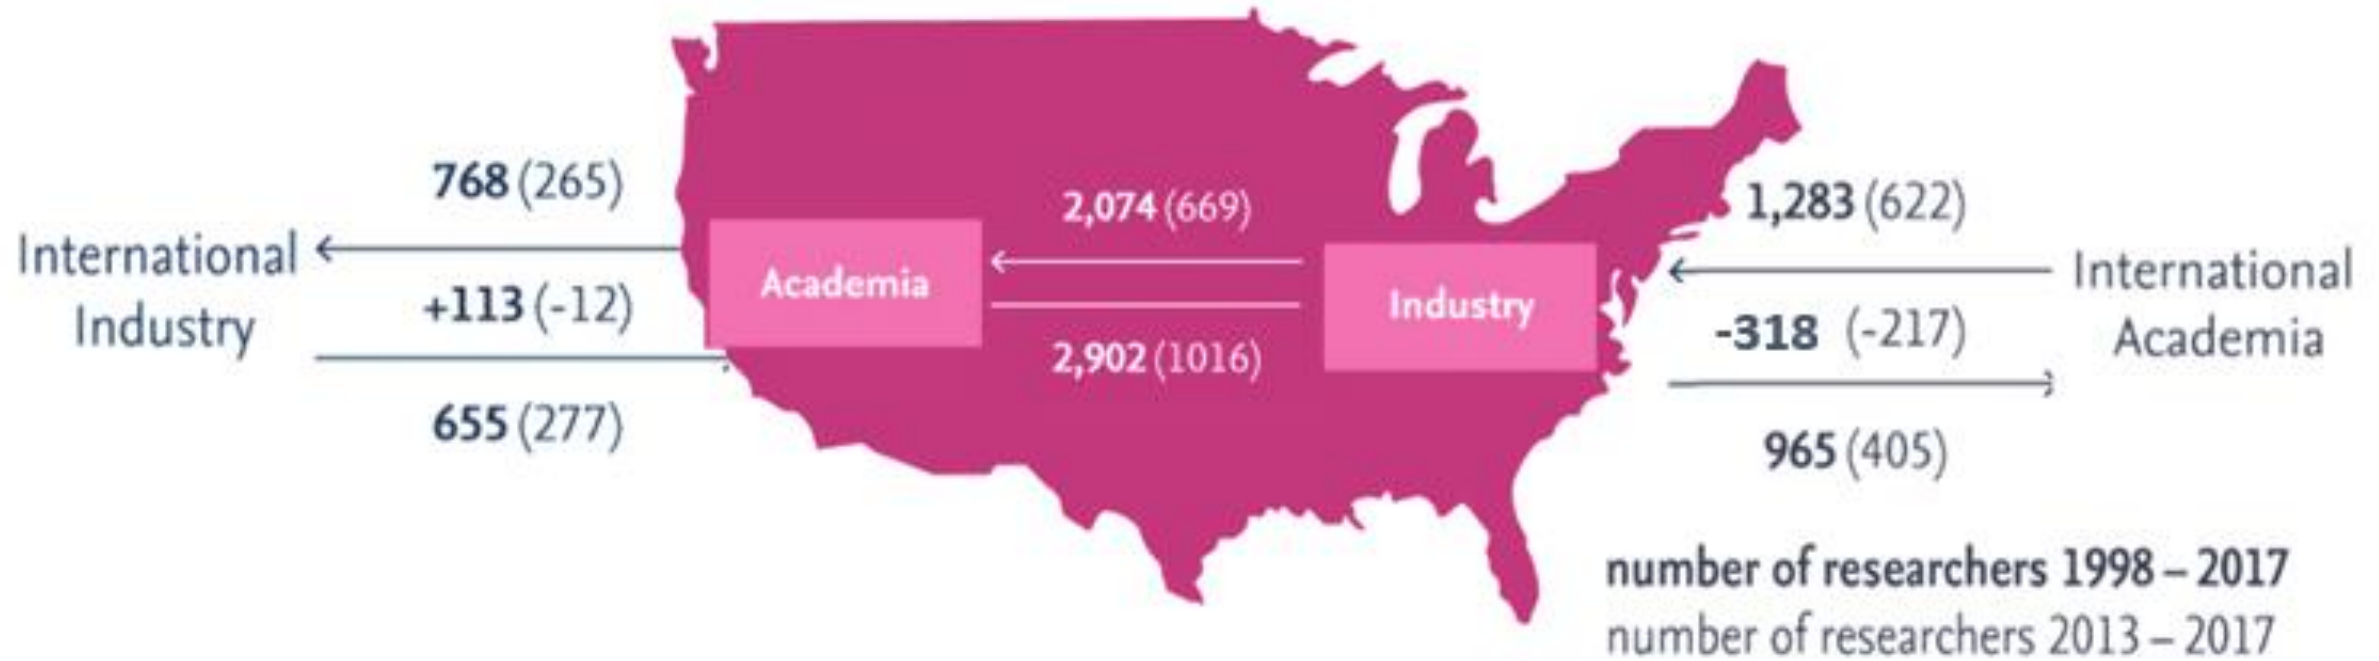 768 (265)
International
Industry
+113 (-12)
655 (277)
Academia
2,074 (669)
2,902 (1016)
Industry
1,283 (622)
International
Academia
-318 (-217)
965 (405)
number of researchers 1998 – 2017
number of researchers 2013 – 2017